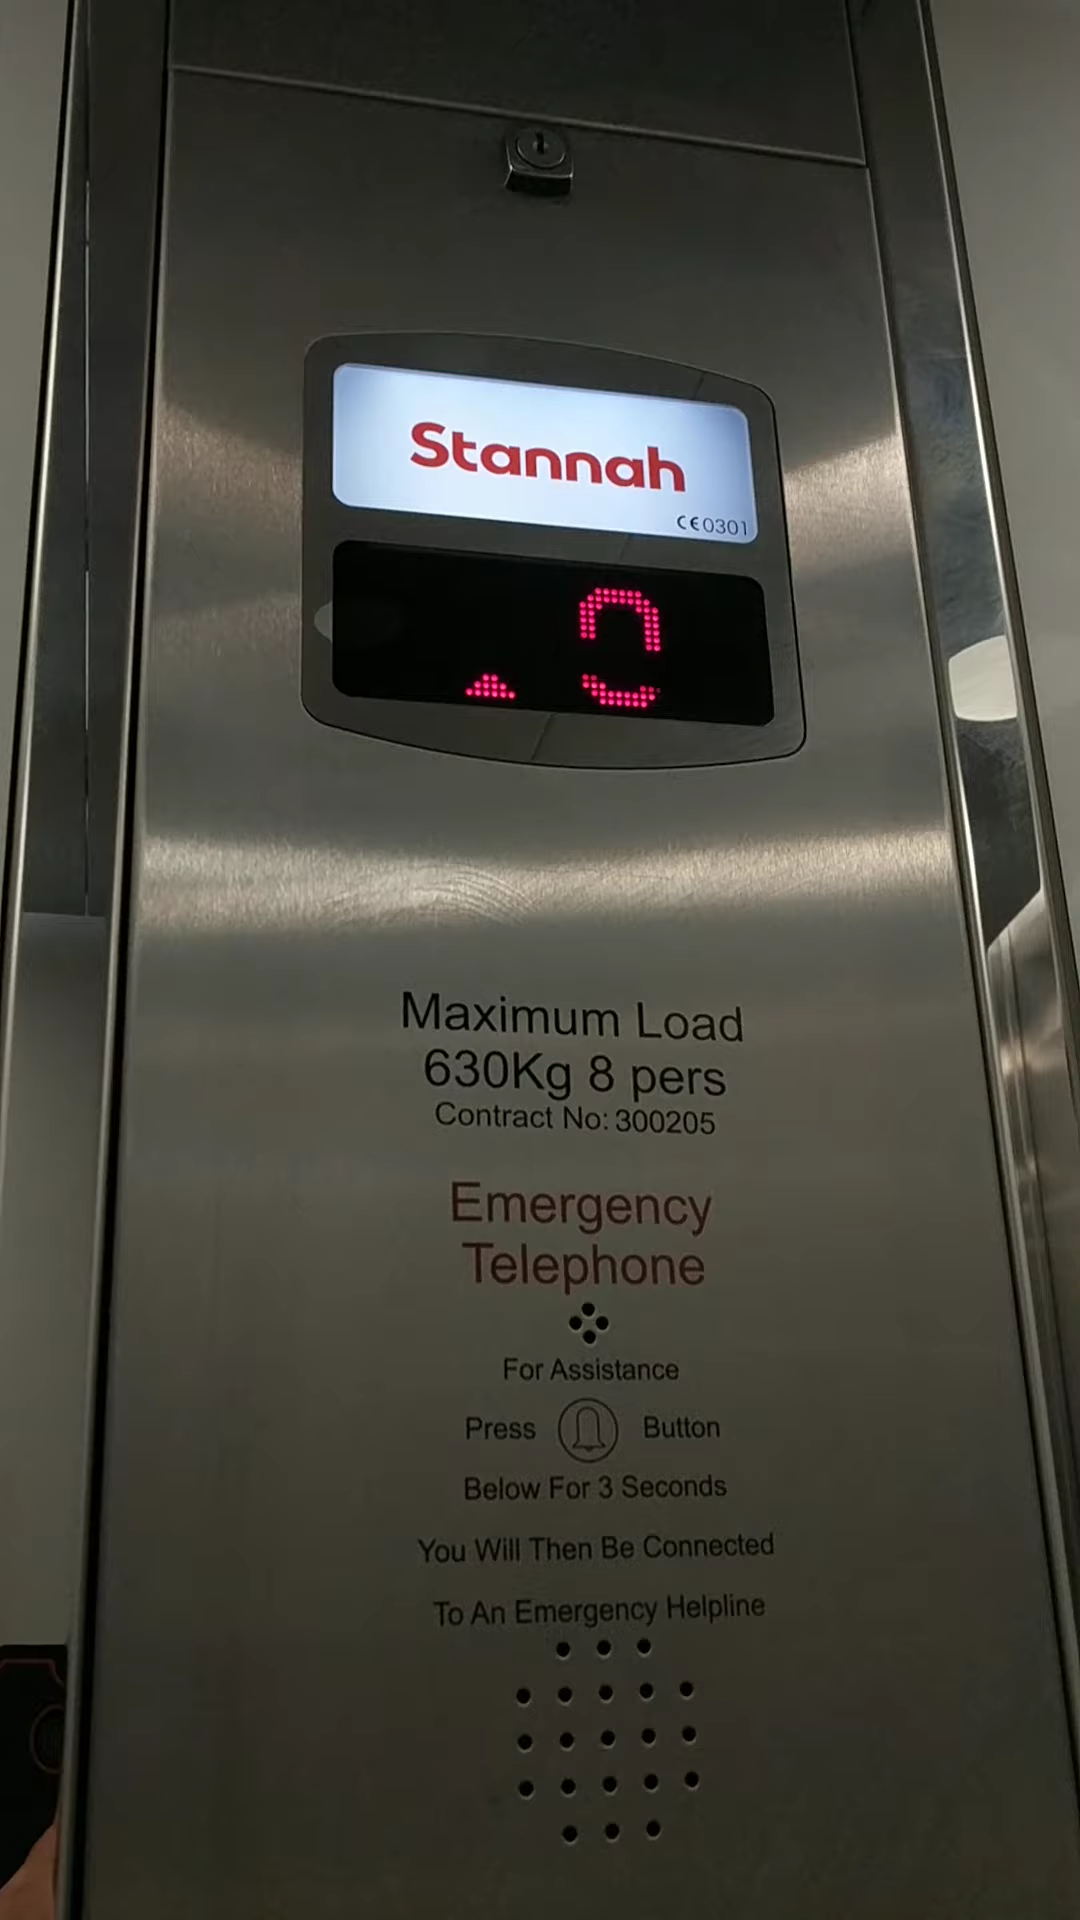 Stannah
CE0301
0
Maximum Load
630Kg 8 pers
Contract No: 300205
Emergency
Telephone
For Assistance
Press Button
Below For 3 Seconds
You Will Then Be Connected
To An Emergency Helpline